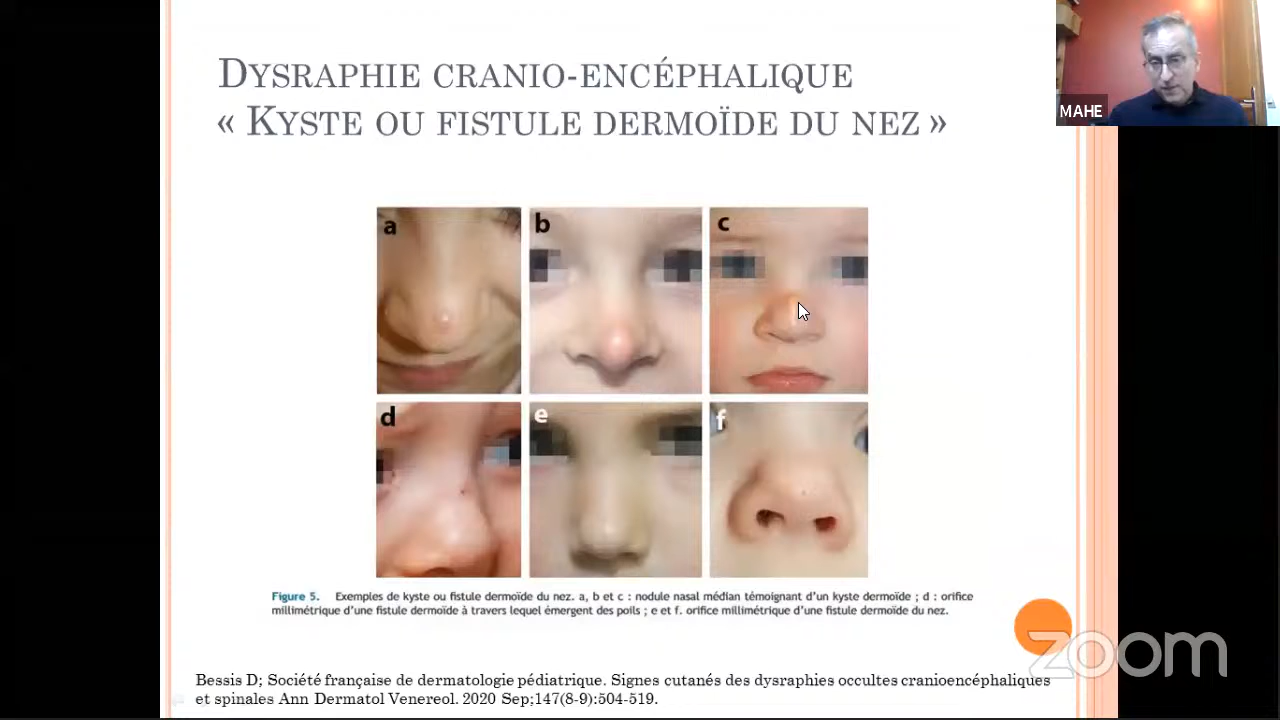 DYSRAPHIE CRANIO-ENCÉPHALIQUE
« KYSTE OU FISTULE DERMOÏDE DU NEZ »
MAHE
a
b
c
d
e
f
Figure 5. Exemples de kyste ou fistule dermoïde du nez. a, b et c : nodule nasal médian témoignant d'un kyste dermoïde ; d : orifice
millimétrique d'une fistule dermoïde à travers lequel émergent des poils ; e et f. orifice millimétrique d'une fistule dermoïde du nez.
zoom
Bessis D; Société française de dermatologie pédiatrique. Signes cutanés des dysraphies occultes cranioencéphaliques
et spinales Ann Dermatol Venereol. 2020 Sep;147(8-9):504-519.